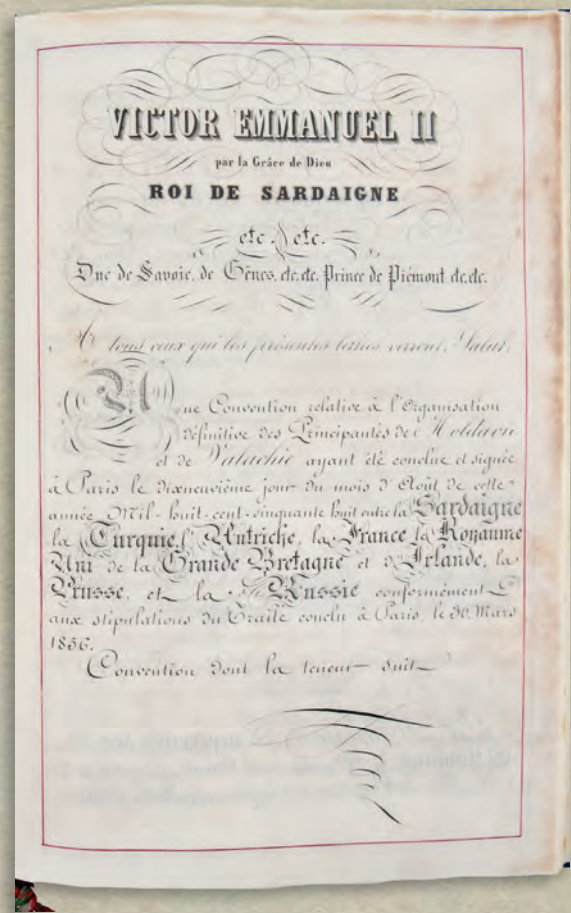 VICTOR EMMANUEL II
par la Grâce de Dieu
ROI DE SARDAIGNE
etc. etc.
Duc de Savoie, de Gênes, etc. etc. Prince de Piémont etc. etc.
A tous ceux qui les présentes lettres verront, Salut.
Une Convention relative à l'Organisation
définitive des Principautés de Moldavie
et de Valachie ayant été conclue et signée
à Paris le dixneuvième jour du mois d'Août de cette
année Mil-huit-cent-cinquante huit entre la Sardaigne
la Turquie, l'Autriche, la France le Royaume
Uni de la Grande Bretagne et d'Irlande, la
Prusse, et la Russie conformément
aux stipulations du Traité conclu à Paris, le 30 Mars
1856.
Convention dont la teneur suit